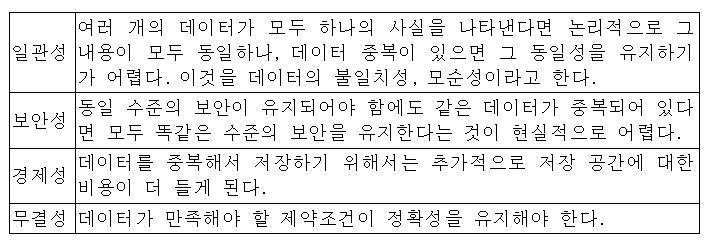 여러 개의 데이터가 모두 하나의 사실을 나타낸다면 논리적으로 그
일관성 내용이 모두 동일하나, 데이터 중복이 있으면 그 동일성을 유지하기
가 어렵다. 이것을 데이터의 불일치성, 모순성이라고 한다.
보안성 동일 수준의 보안이 유지되어야 함에도 같은 데이터가 중복되어 있다
면 모두 똑같은 수준의 보안을 유지한다는 것이 현실적으로 어렵다.
경제성 데이터를 중복해서 저장하기 위해서는 추가적으로 저장 공간에 대한
비용이 더 들게 된다.
무결성 데이터가 만족해야 할 제약조건이 정확성을 유지해야 한다.